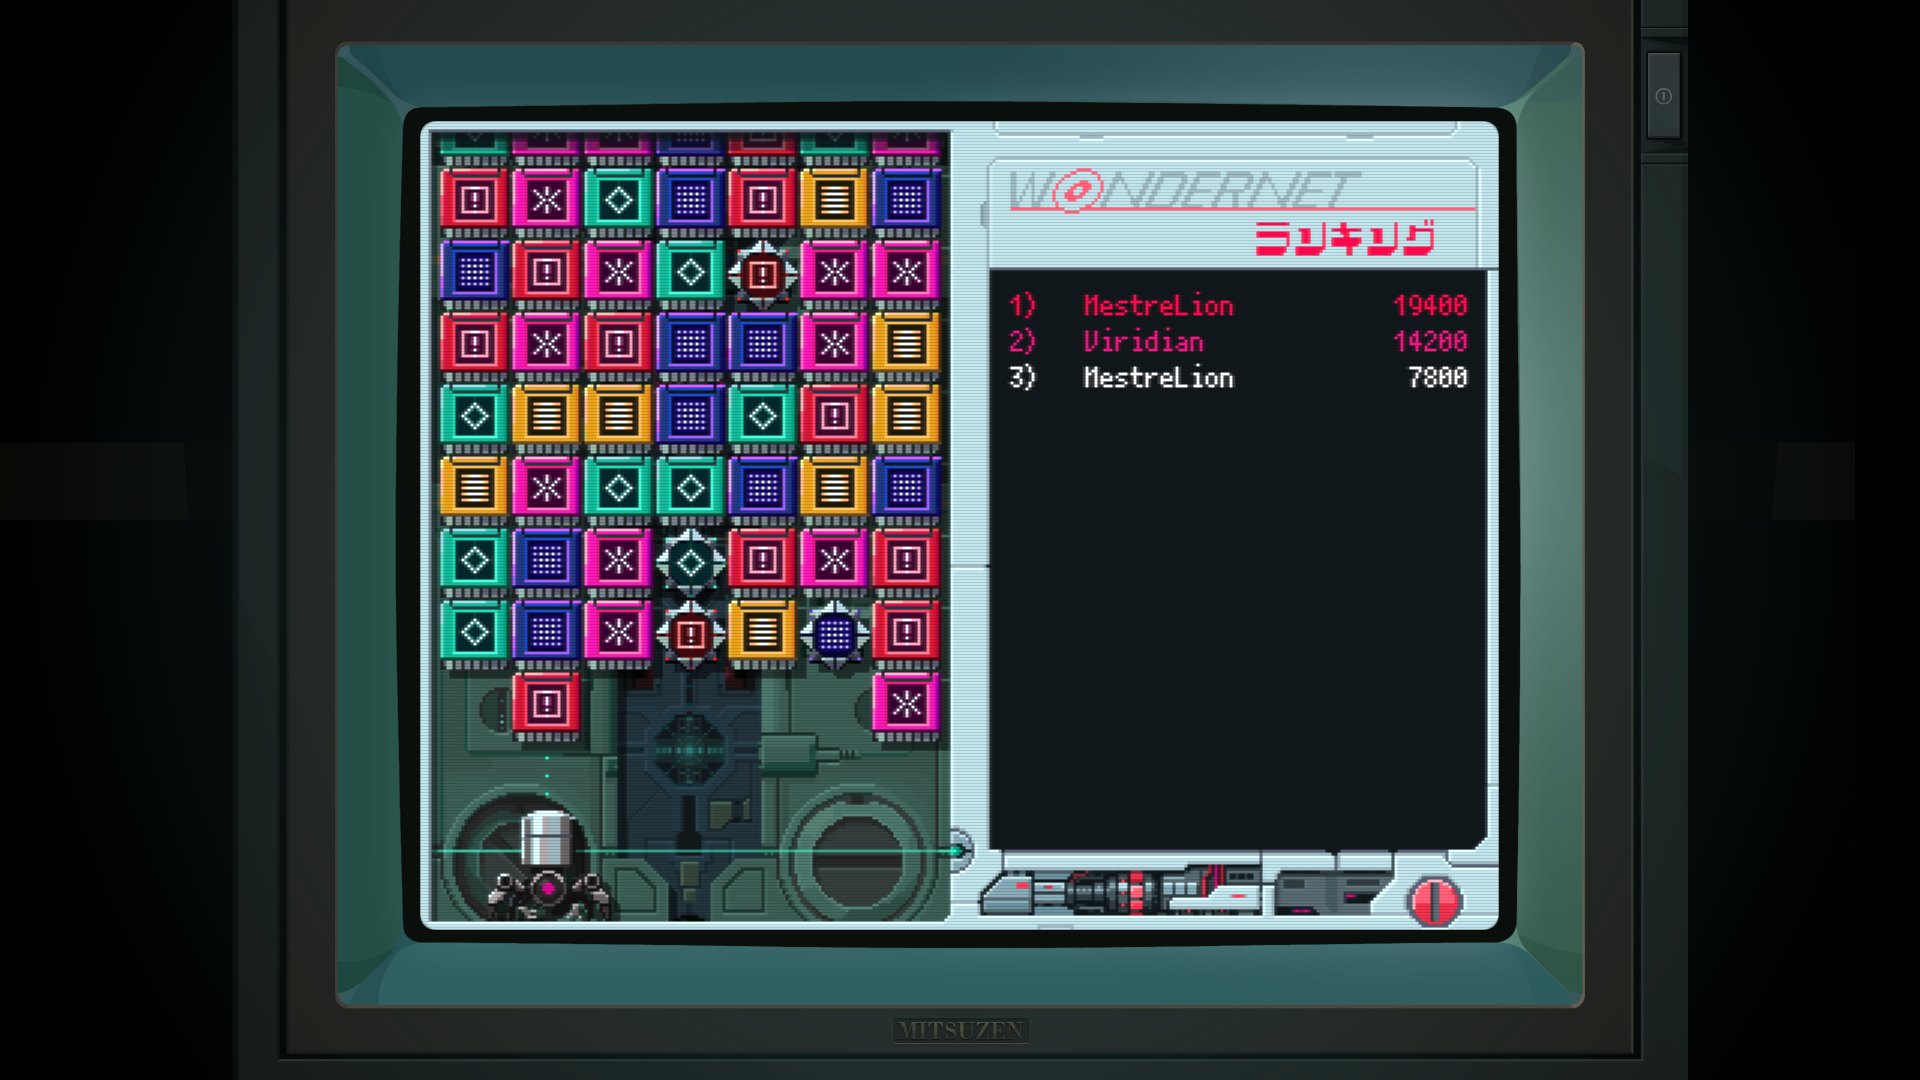 WONDERNET
ランキング
1) MestreLion 19400
2) Viridian 14200
3) MestreLion 7800
MITSUZEN